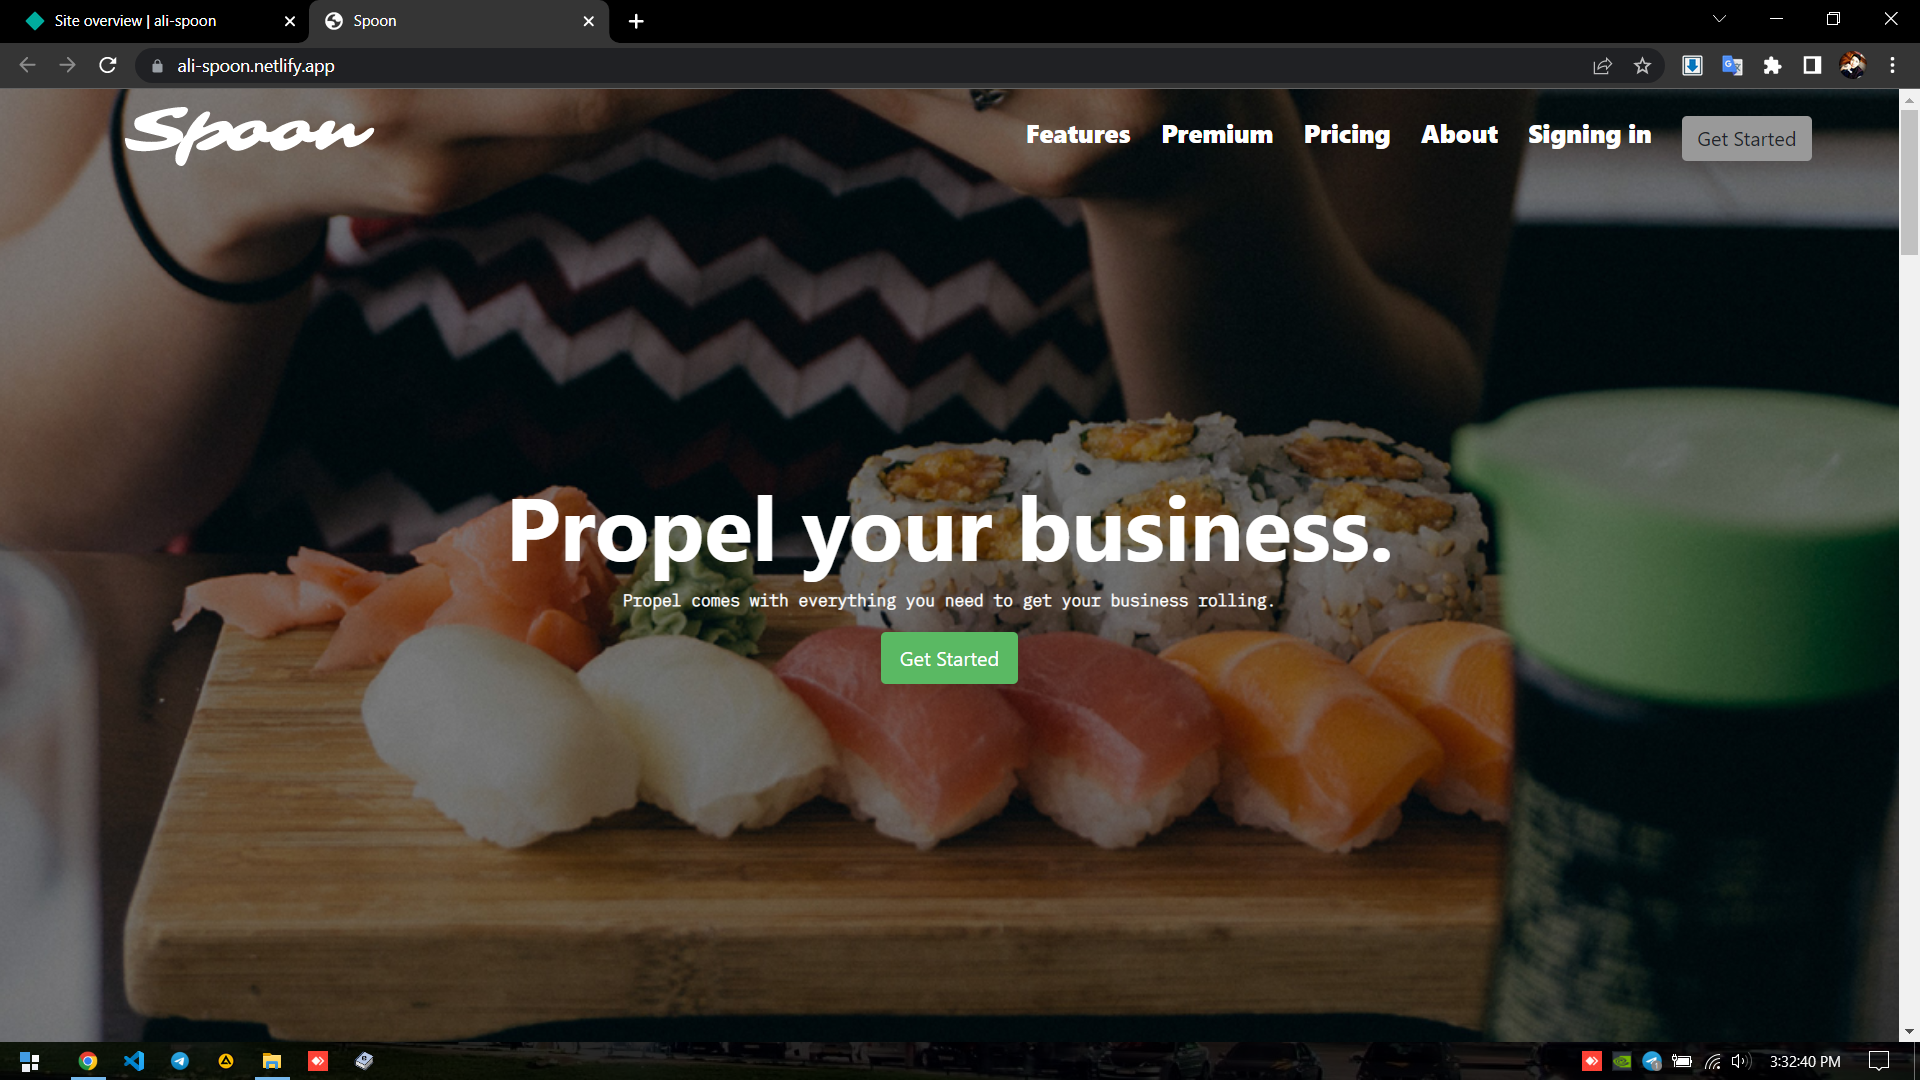 Site overview | ali-spoon
Spoon
ali-spoon.netlify.app
Spoon
Features Premium Pricing About Signing in Get Started
Propel your business.
Propel comes with everything you need to get your business rolling.
Get Started
3:32:40 PM